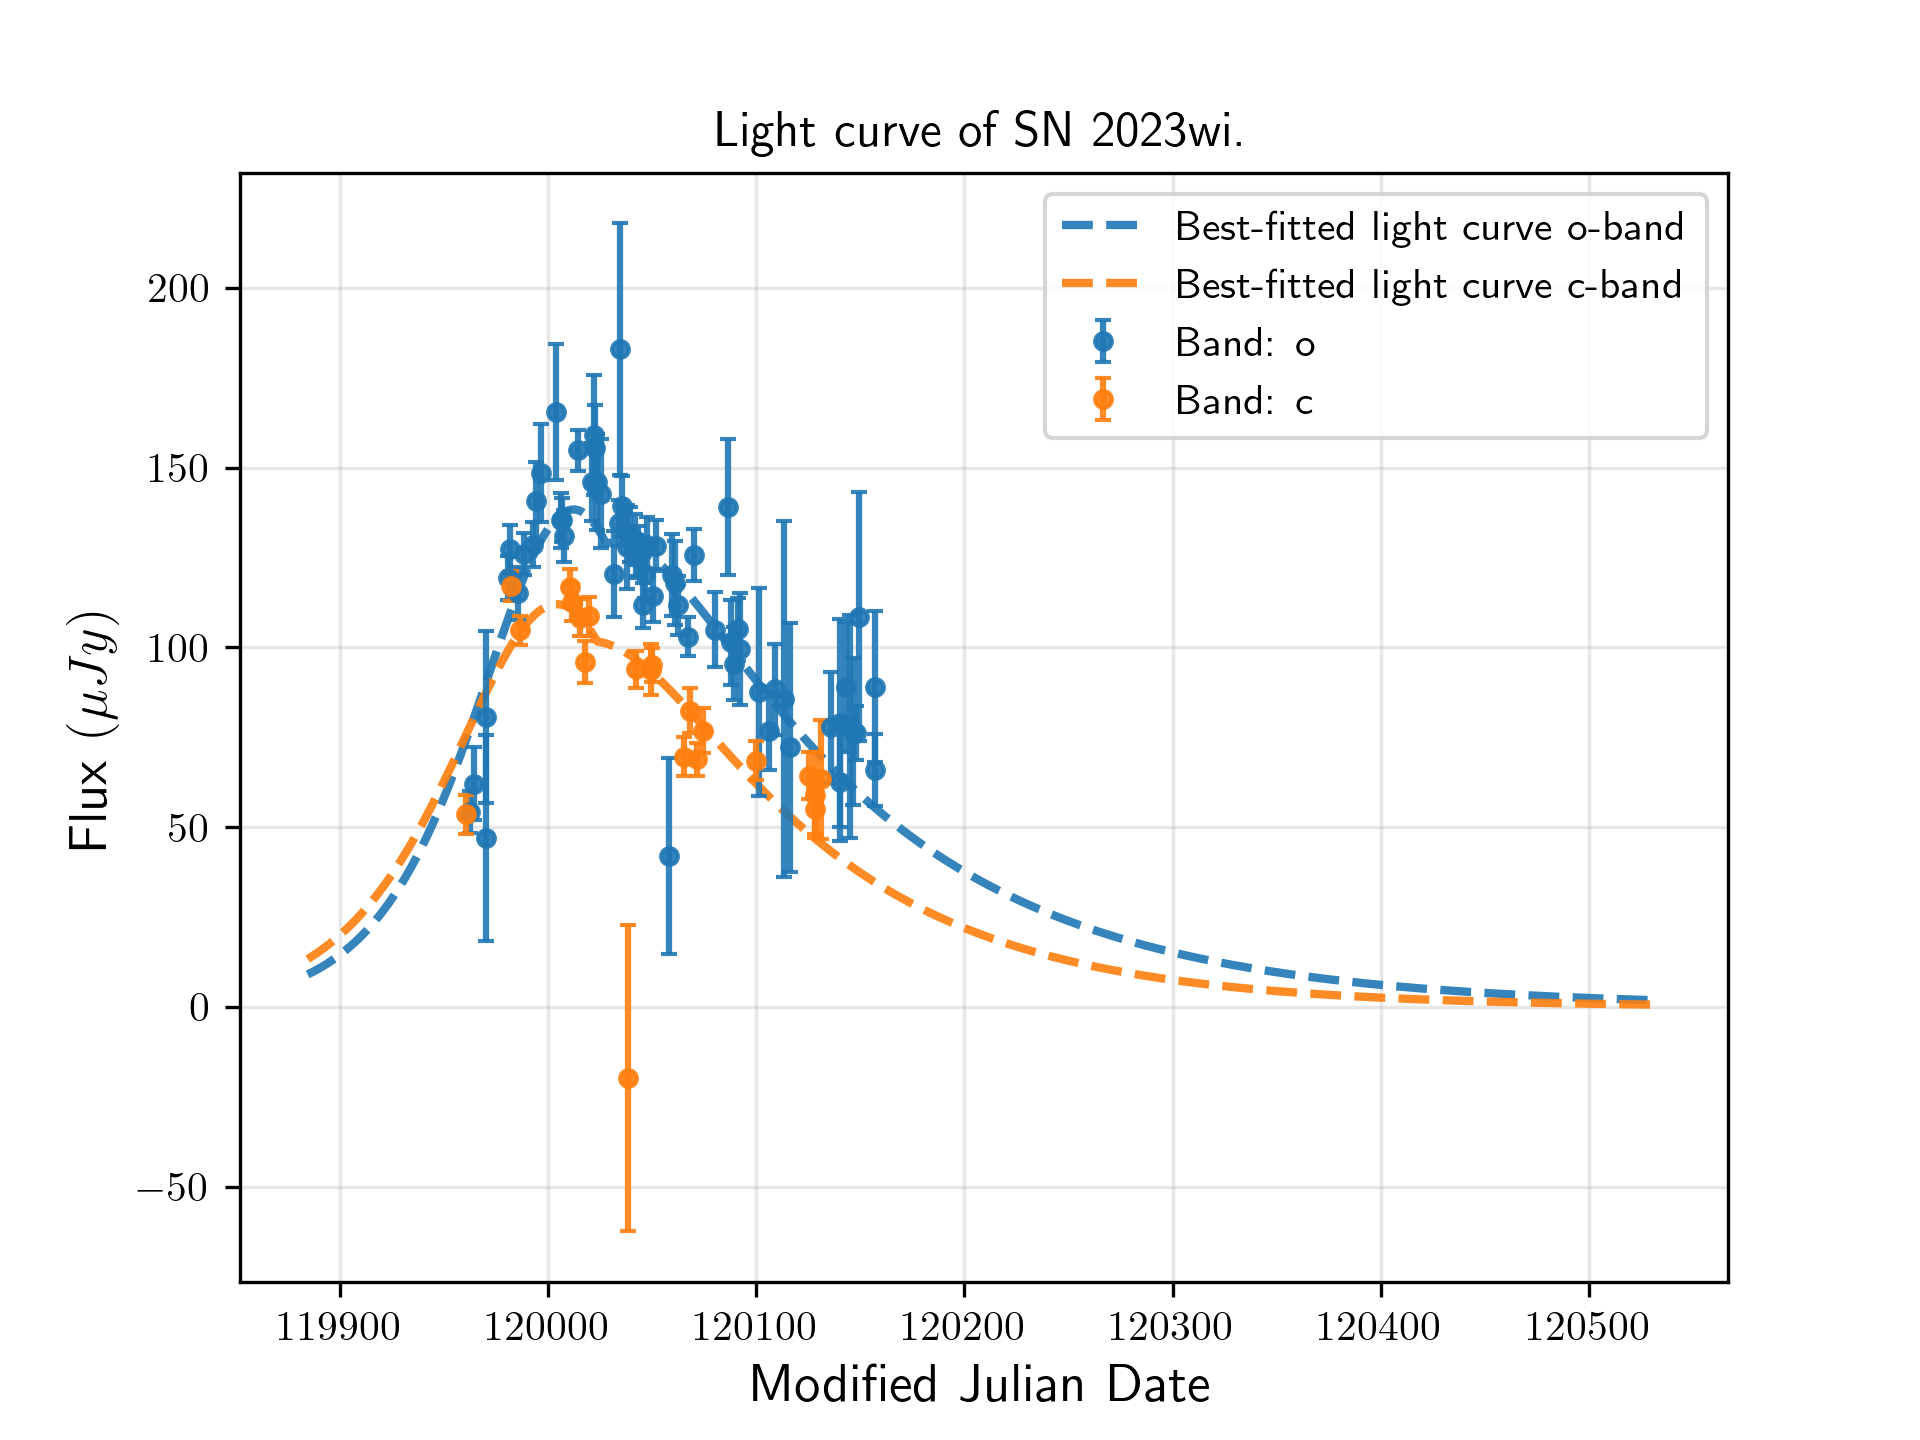 Light curve of SN 2023wi.
Best-fitted light curve o-band
Best-fitted light curve c-band
Band: o
Band: c
200
150
100
50
0
−50
Flux (μJy)
119900 120000 120100 120200 120300 120400 120500
Modified Julian Date